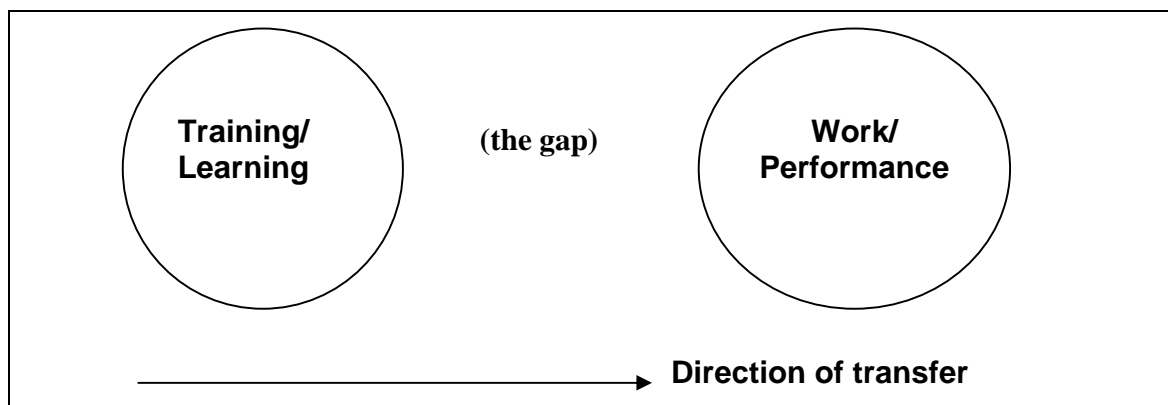 Training/
Learning
(the gap)
Work/
Performance
Direction of transfer